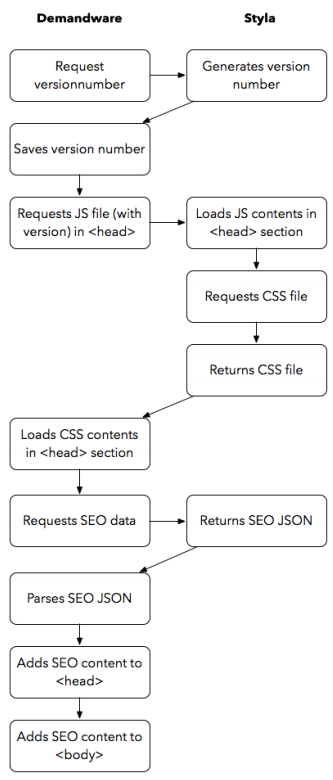 Demandware
Styla
Request
versionnumber
Generates version
number
Saves version number
Requests JS file (with
version) in <head>
Loads JS contents in
<head> section
Requests CSS file
Returns CSS file
Loads CSS contents
in <head> section
Requests SEO data
Returns SEO JSON
Parses SEO JSON
Adds SEO content to
<head>
Adds SEO content to
<body>